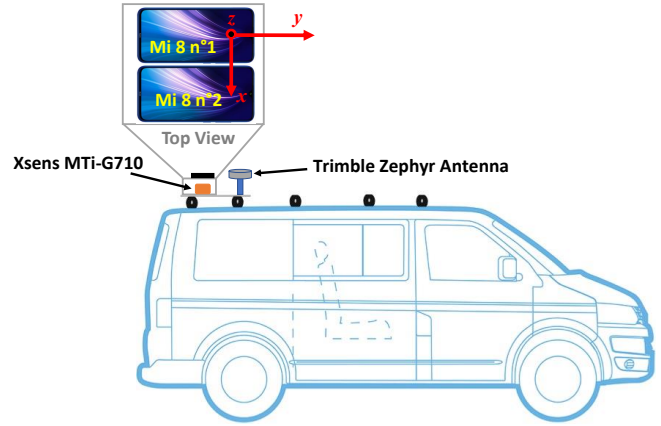 z
y
Mi 8 n°1
Mi 8 n°2
x
Top View
Xsens MTi-G710
Trimble Zephyr Antenna